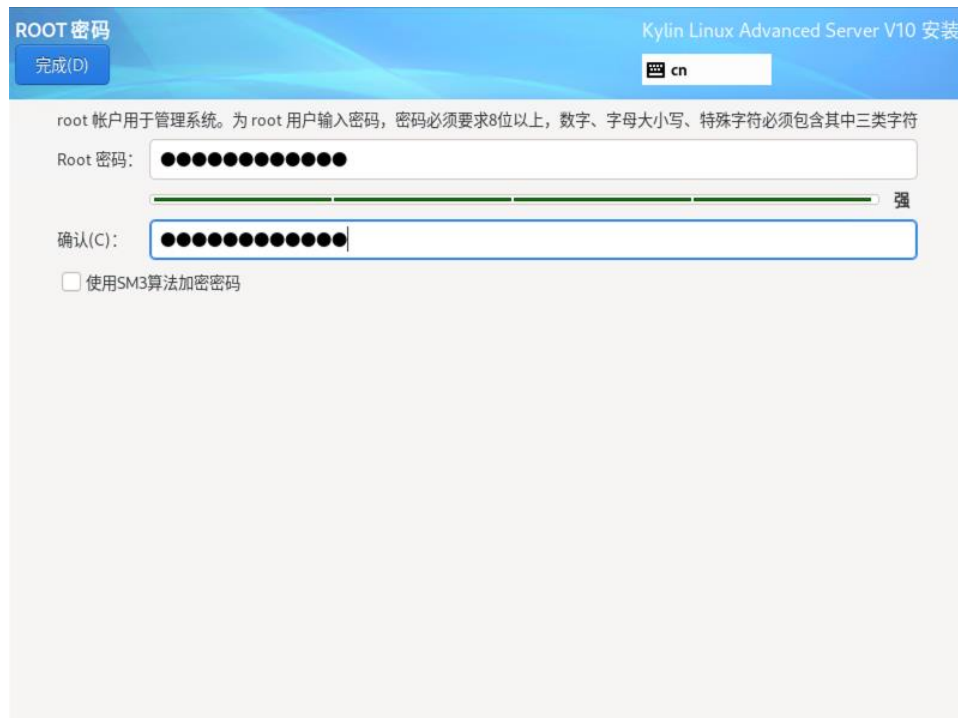 ROOT 密码
Kylin Linux Advanced Server V10 安装
完成(D)
cn
root 帐户用于管理系统。为 root 用户输入密码，密码必须要求8位以上，数字、字母大小写、特殊字符必须包含其中三类字符
Root 密码：
●●●●●●●●●●●●
强
确认(C)：
●●●●●●●●●●●●
使用SM3算法加密密码